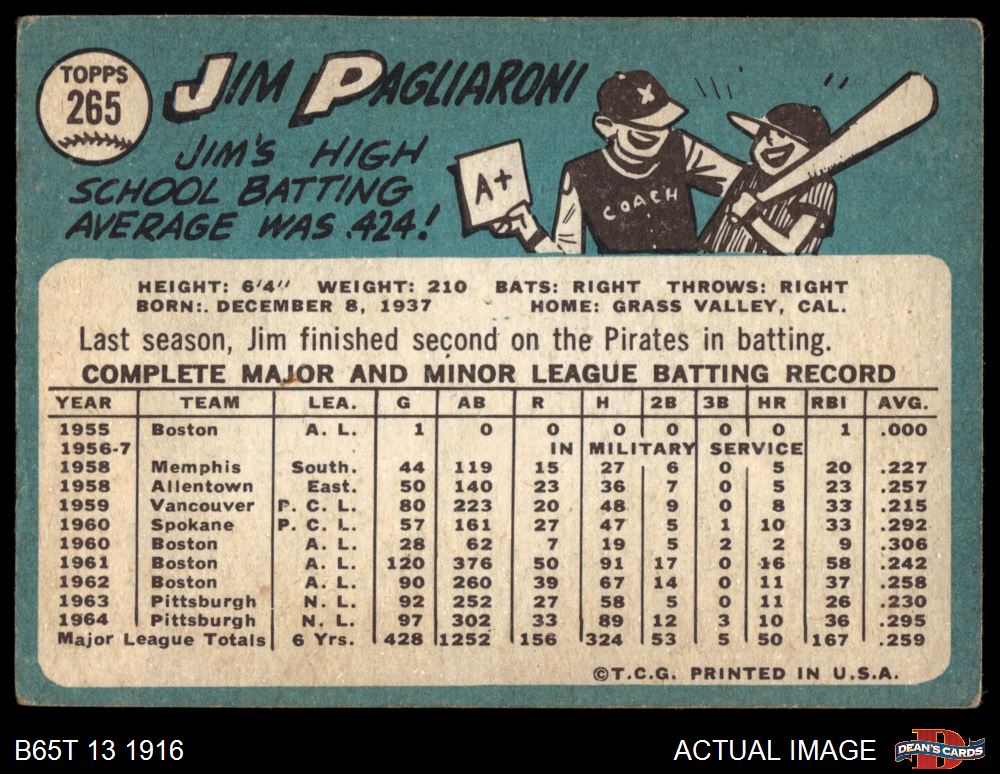 TOPPS
265
JIM PAGLIARONI
JIM'S HIGH
SCHOOL BATTING
AVERAGE WAS .424!
A+
COACH
HEIGHT: 6'4" WEIGHT: 210 BATS: RIGHT THROWS: RIGHT
BORN: DECEMBER 8, 1937 HOME: GRASS VALLEY, CAL.
Last season, Jim finished second on the Pirates in batting.
COMPLETE MAJOR AND MINOR LEAGUE BATTING RECORD
YEAR TEAM LEA. G AB R H 2B 3B HR RBI AVG.
1955 Boston A. L. 1 0 0 0 0 0 0 1 .000
1956-7 IN MILITARY SERVICE
1958 Memphis South. 44 119 15 27 6 0 5 20 .227
1958 Allentown East. 50 140 23 36 7 0 5 23 .257
1959 Vancouver P. C. L. 80 223 20 48 9 0 8 33 .215
1960 Spokane P. C. L. 57 161 27 47 5 1 10 33 .292
1960 Boston A. L. 28 62 7 19 5 2 2 9 .306
1961 Boston A. L. 120 376 50 91 17 0 16 58 .242
1962 Boston A. L. 90 260 39 67 14 0 11 37 .258
1963 Pittsburgh N. L. 92 252 27 58 5 0 11 26 .230
1964 Pittsburgh N. L. 97 302 33 89 12 3 10 36 .295
Major League Totals 6 Yrs. 428 1252 156 324 53 5 50 167 .259
©T.C.G. PRINTED IN U.S.A.
B65T 13 1916 ACTUAL IMAGE DEAN'S CARDS